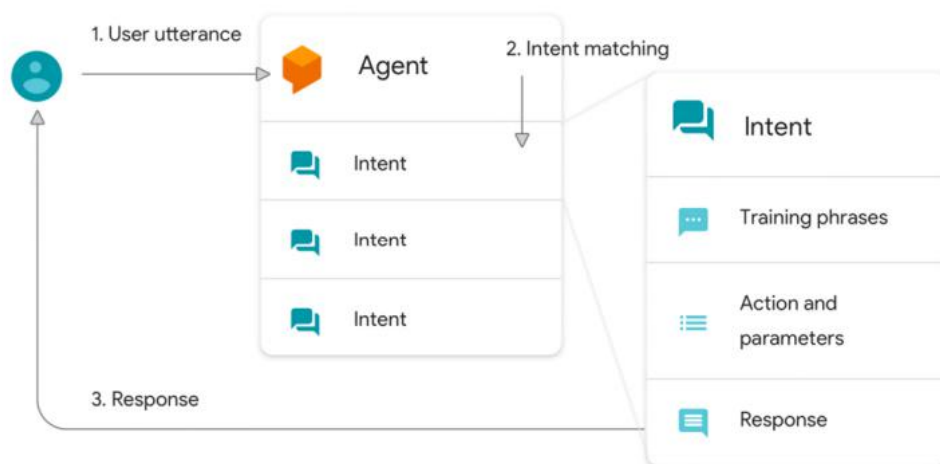 1. User utterance
Agent
2. Intent matching
Intent
Intent
Intent
Intent
Training phrases
Action and
parameters
Response
3. Response